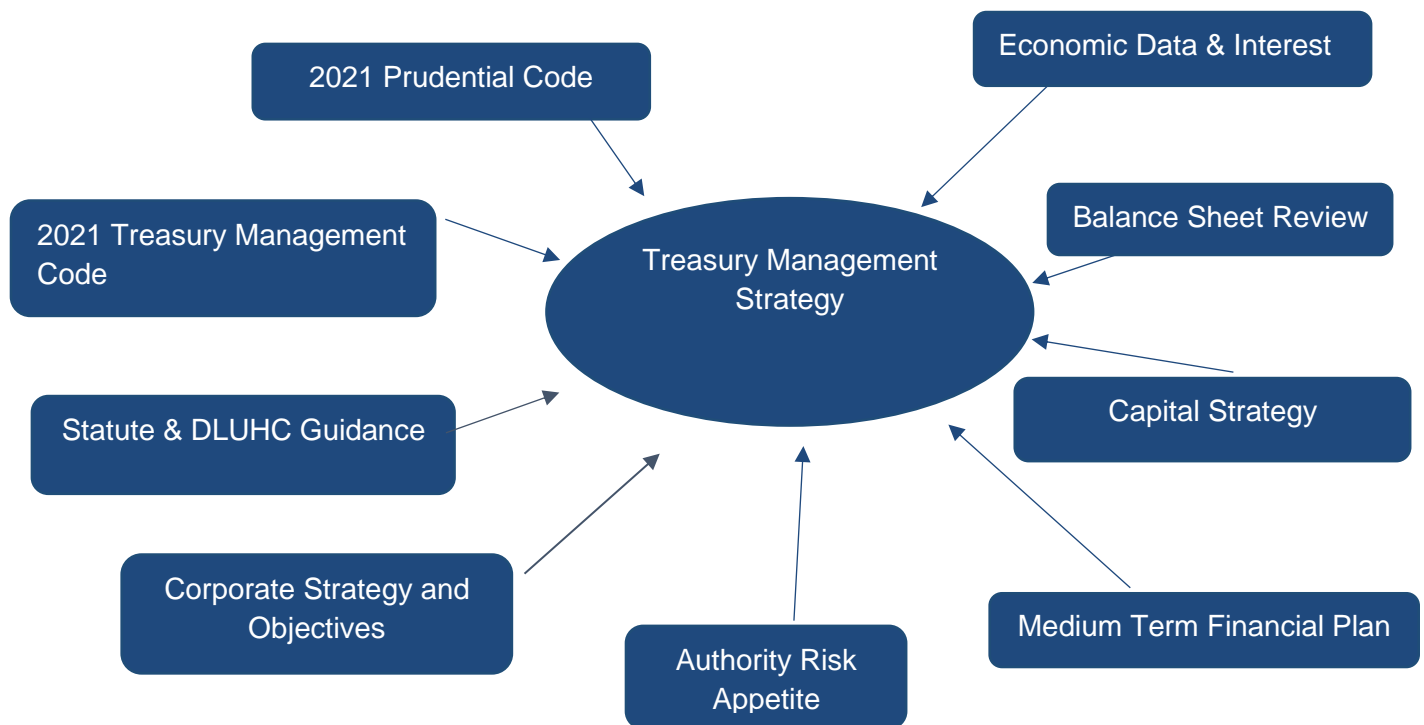 Economic Data & Interest
2021 Prudential Code
Balance Sheet Review
2021 Treasury Management
Code
Treasury Management
Strategy
Capital Strategy
Statute & DLUHC Guidance
Corporate Strategy and
Objectives
Medium Term Financial Plan
Authority Risk
Appetite